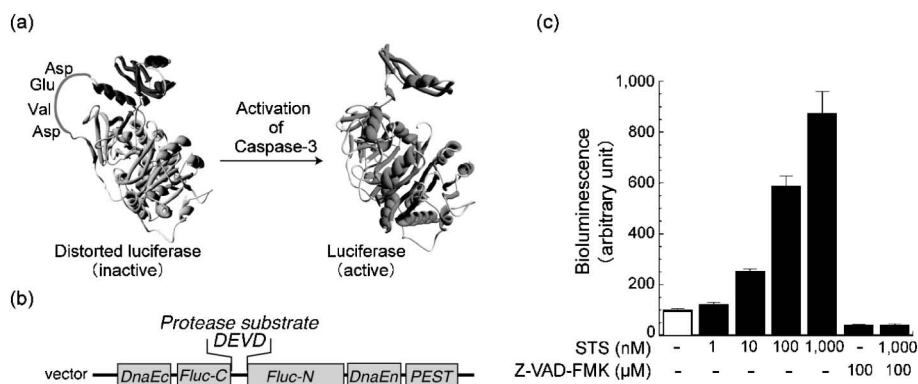 (a)
Asp
Glu
Val
Asp
Activation
of
Caspase-3
Distorted luciferase
(inactive)
Luciferase
(active)
(b)
Protease substrate
DEVD
vector
DnaEc
Fluc-C
Fluc-N
DnaEn
PEST
(c)
Bioluminescence
(arbitrary unit)
1,000
800
600
400
200
0
STS (nM) - 1 10 100 1,000 - 1,000
Z-VAD-FMK (μM) - - - - - 100 100